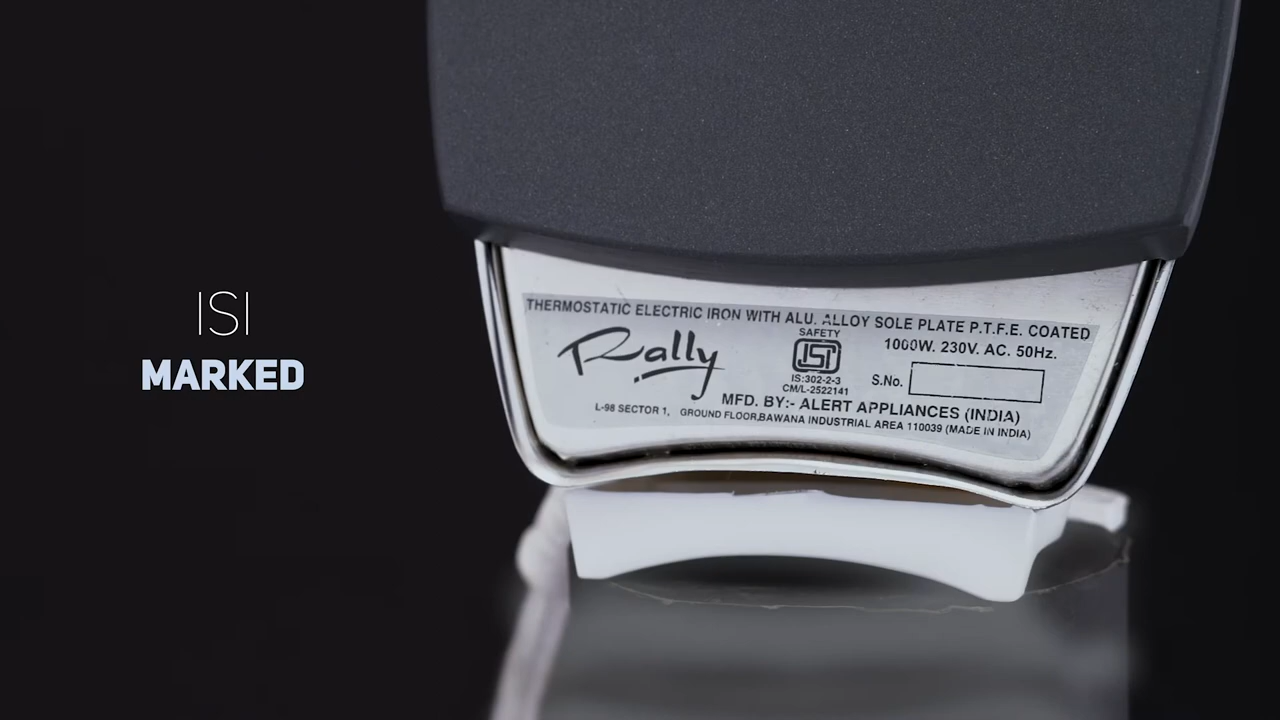 ISI
MARKED
THERMOSTATIC ELECTRIC IRON WITH ALU. ALLOY SOLE PLATE P.T.F.E. COATED
Rally
SAFETY
ISI
IS:302-2-3
CM/L-2522141
1000W. 230V. AC. 50Hz.
S.No.
MFD. BY:- ALERT APPLIANCES (INDIA)
L-98 SECTOR 1, GROUND FLOOR,BAWANA INDUSTRIAL AREA 110039 (MADE IN INDIA)